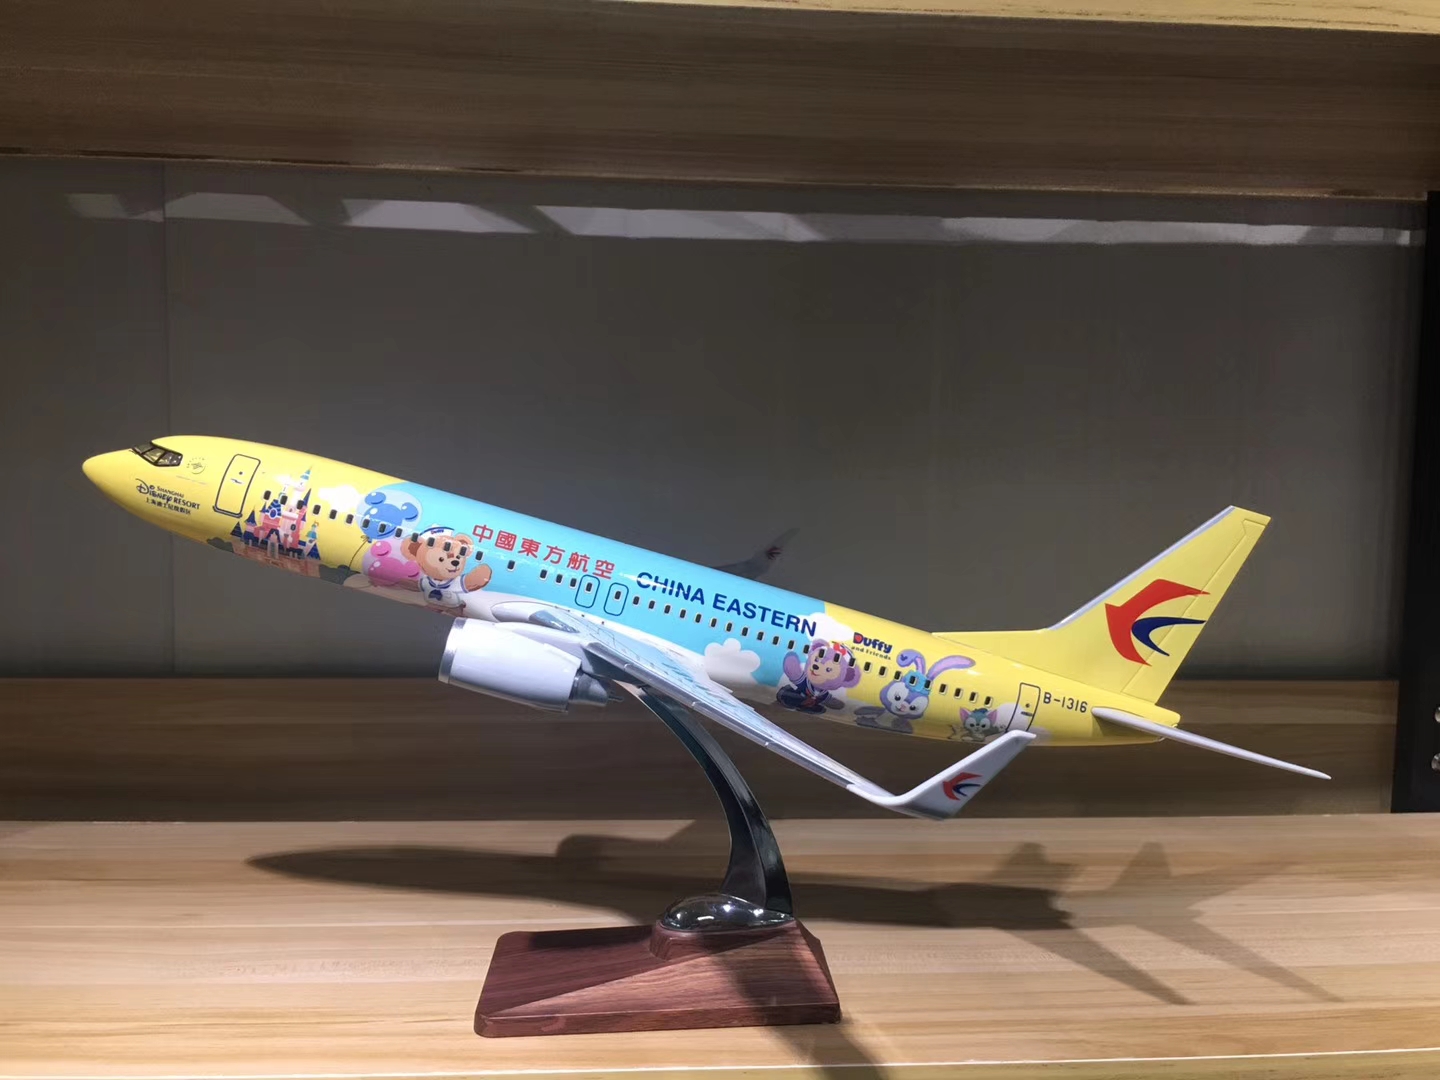 SHANGHAI
Disney RESORT
上海迪士尼度假区
Duffy
中國東方航空
CHINA EASTERN
Duffy
and Friends
B-1316